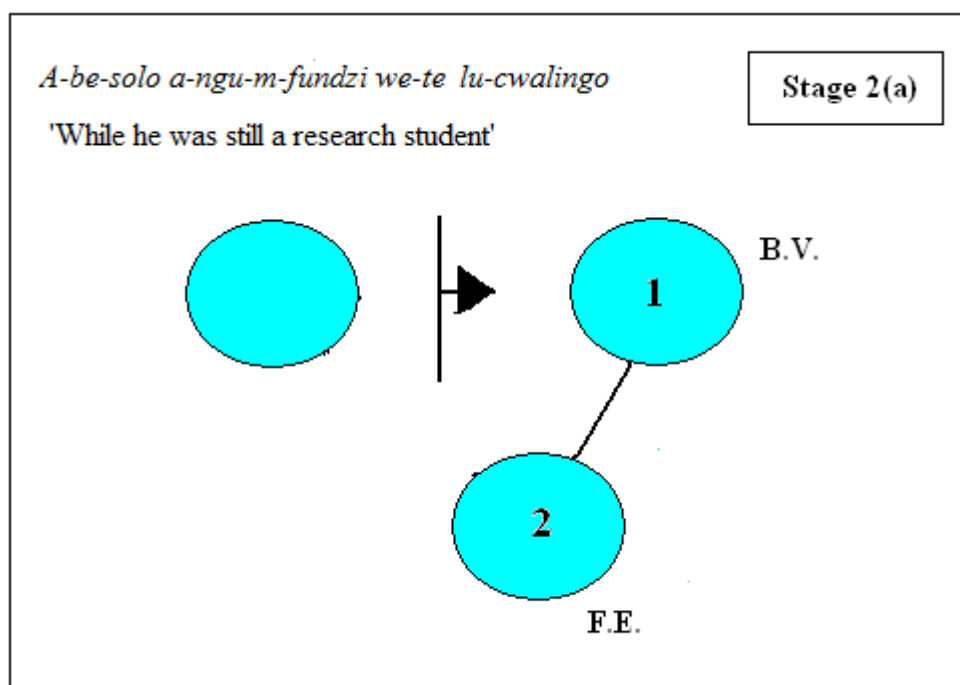 A-be-solo a-ngu-m-fundzi we-te lu-cwalingo
Stage 2(a)
'While he was still a research student'
B.V.
1
2
F.E.